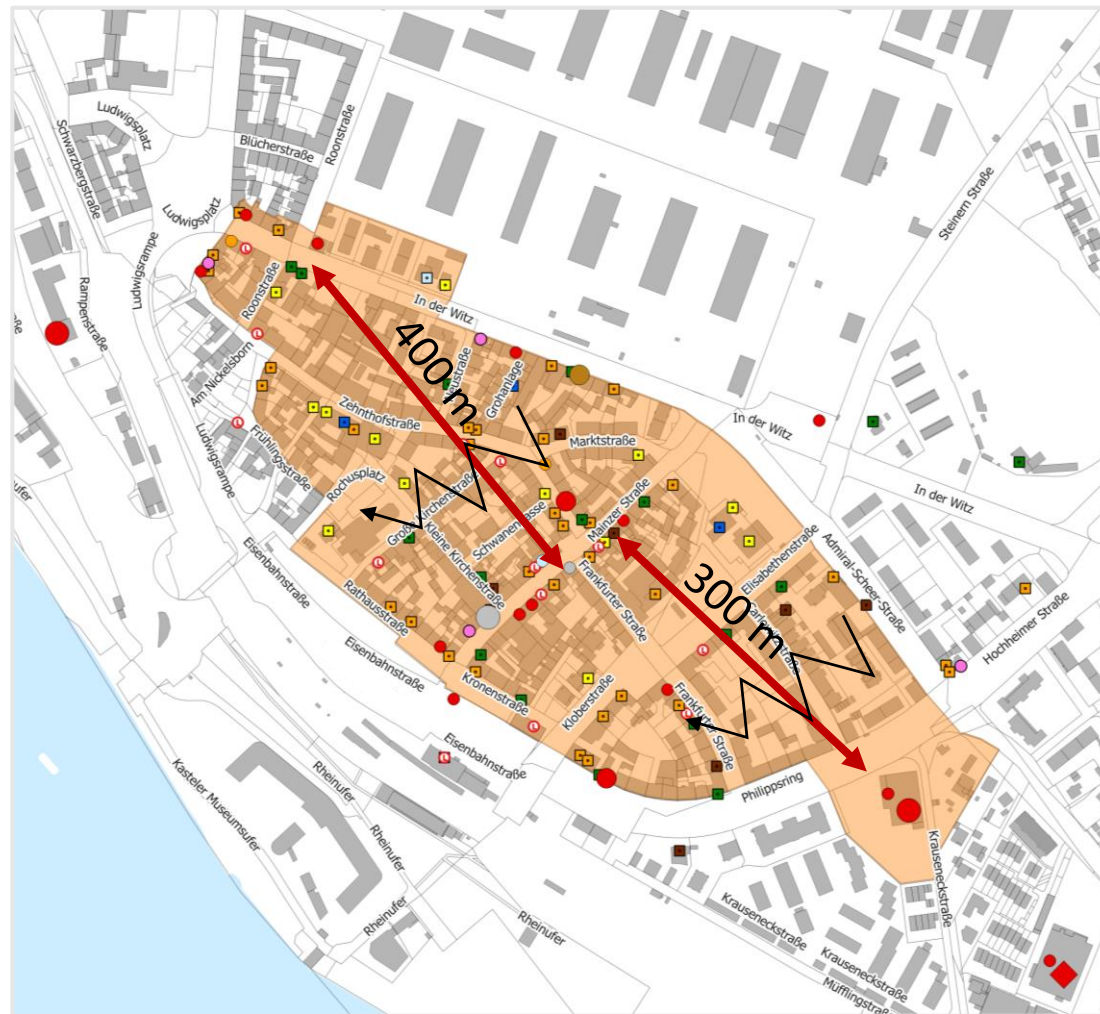 Ludwigsplatz
Schwarzbergstraße
Blücherstraße
Roonstraße
Steinern Straße
Ludwigsplatz
Ludwigsrampe
Rampenstraße
Roonstraße
In der Witz
400 m
Grohanlage
Am Nickelsborn
Zehnthofstraße
Marktstraße
In der Witz
Frühlingsstraße
Ludwigsrampe
Rochusplatz
Große Kirchenstraße
In der Witz
Schwanengasse
Mainzer Straße
Kleine Kirchenstraße
Admiral-Scheer-Straße
Eisenbahnstraße
Frankfurter Straße
Elisabethenstraße
300 m
Rathausstraße
Hochheimer Straße
Eisenbahnstraße
Kronenstraße
Kloberstraße
Frankfurter Straße
Eisenbahnstraße
Philippsring
Kasteler Museumsufer
Rheinufer
Rheinufer
Rheinufer
Rheinufer
Krauseneckstraße
Krauseneckstraße
Krauseneckstraße
Müfflingstraße